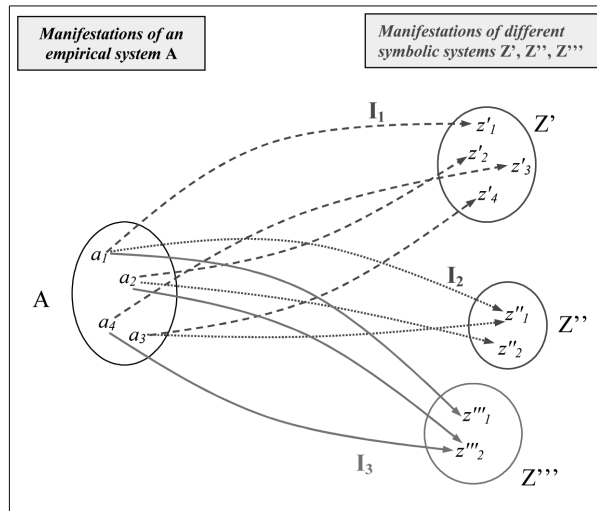 Manifestations of an
empirical system A
Manifestations of different
symbolic systems Z', Z'', Z'''
I₁
Z'
z'₁
z'₂
z'₃
z'₄
a₁
A
a₂
a₄
a₃
I₂
z''₁
Z''
z''₂
z'''₁
z'''₂
I₃
Z'''